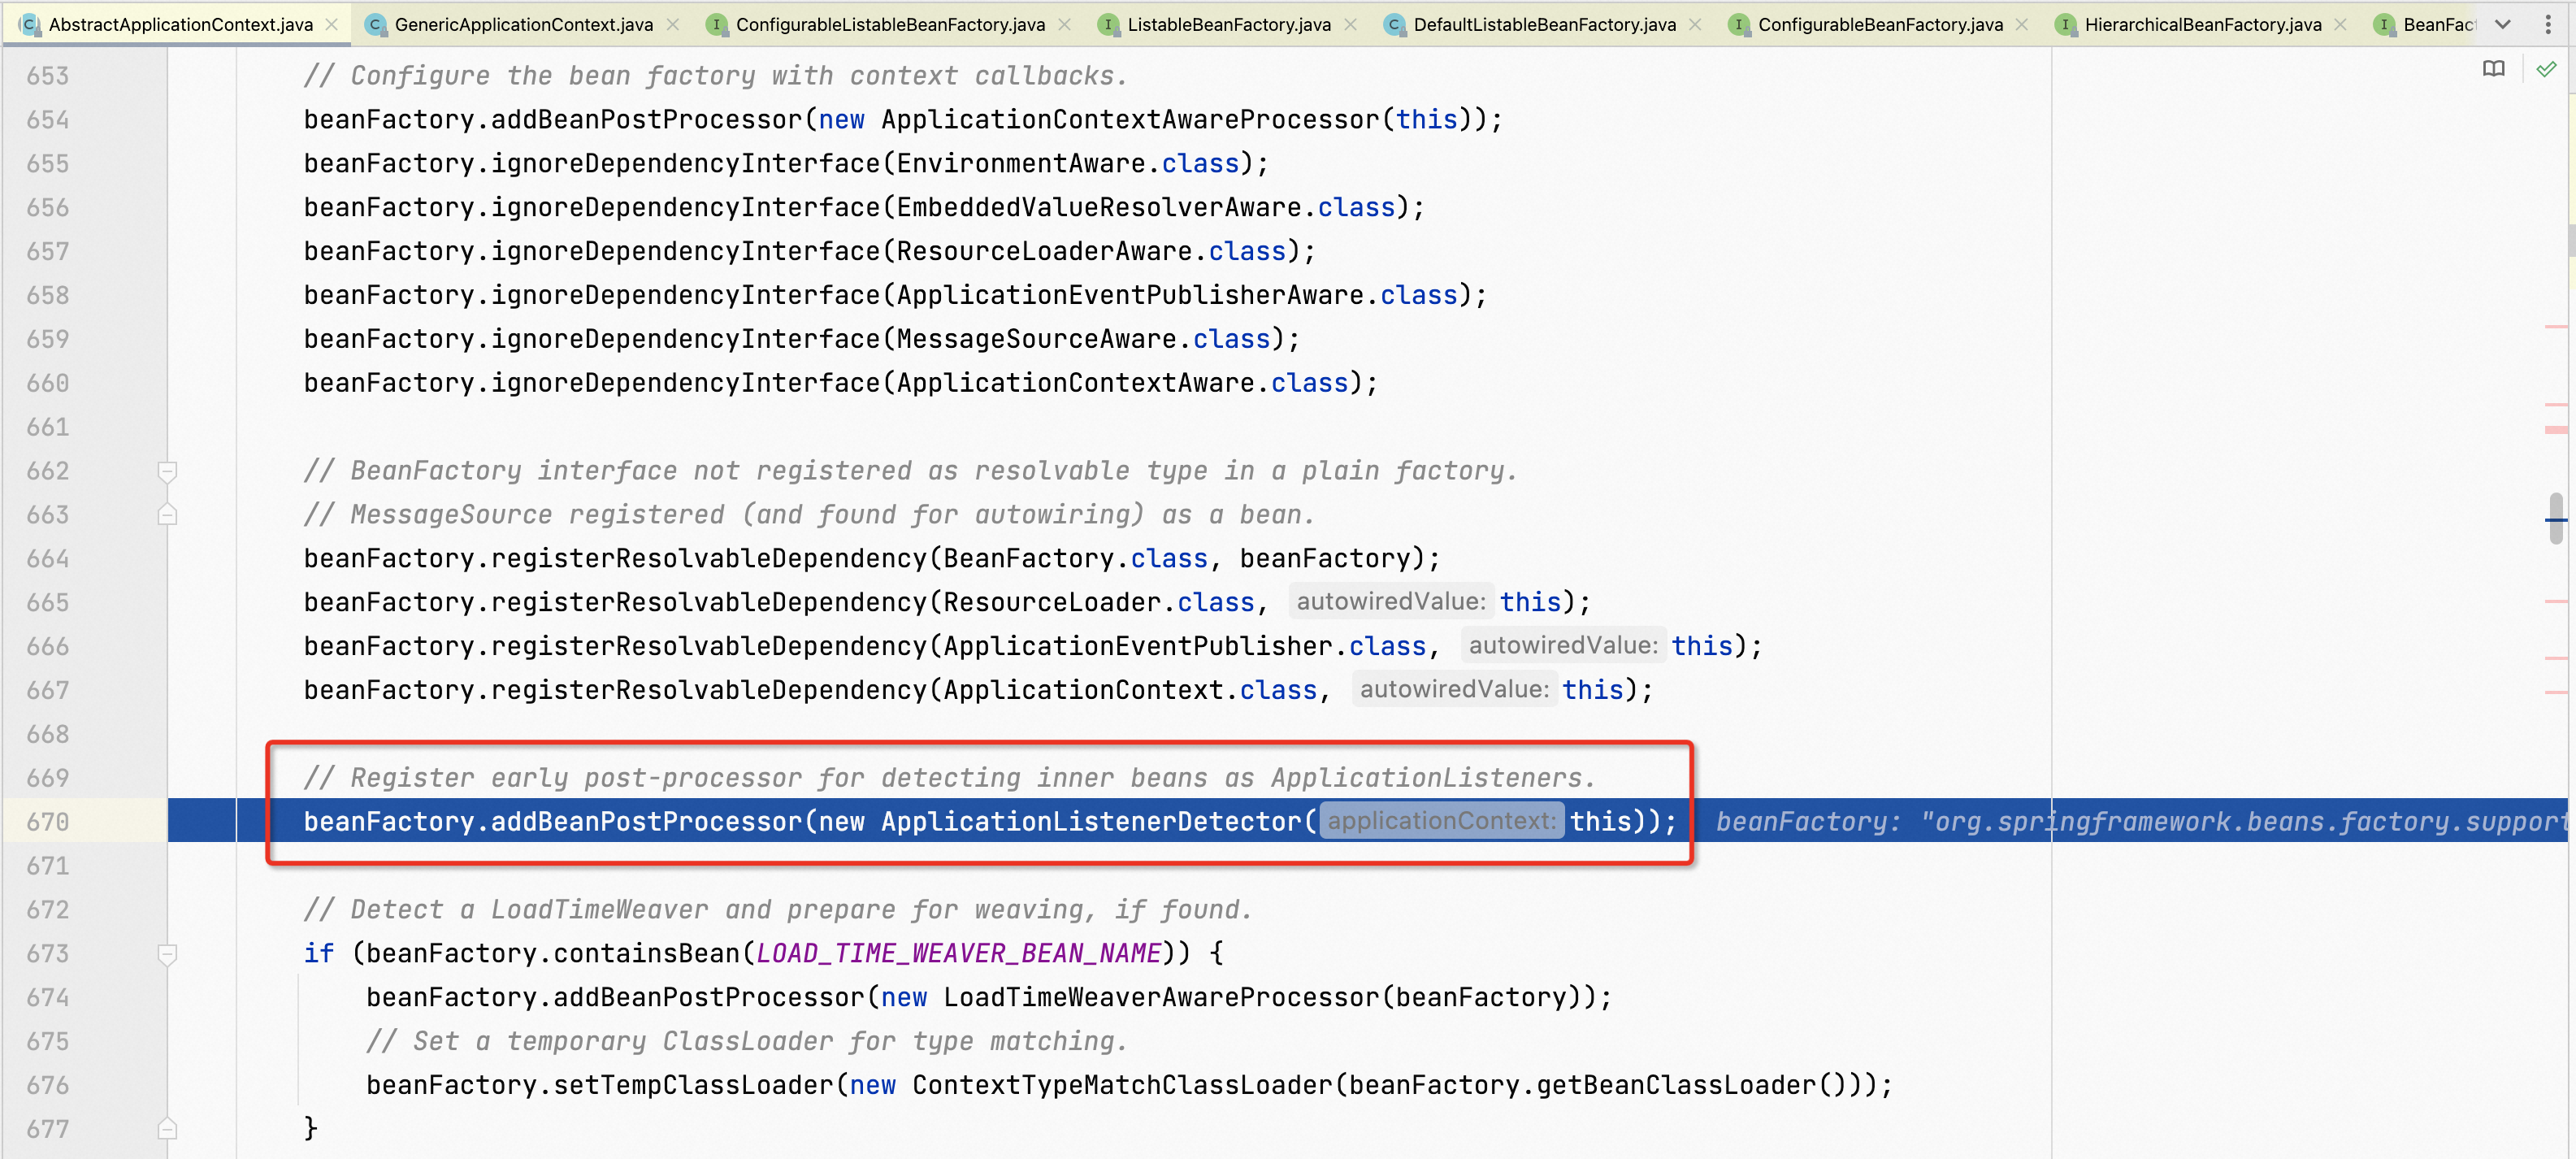 AbstractApplicationContext.java GenericApplicationContext.java ConfigurableListableBeanFactory.java ListableBeanFactory.java DefaultListableBeanFactory.java ConfigurableBeanFactory.java HierarchicalBeanFactory.java BeanFact
653 // Configure the bean factory with context callbacks.
654 beanFactory.addBeanPostProcessor(new ApplicationContextAwareProcessor(this));
655 beanFactory.ignoreDependencyInterface(EnvironmentAware.class);
656 beanFactory.ignoreDependencyInterface(EmbeddedValueResolverAware.class);
657 beanFactory.ignoreDependencyInterface(ResourceLoaderAware.class);
658 beanFactory.ignoreDependencyInterface(ApplicationEventPublisherAware.class);
659 beanFactory.ignoreDependencyInterface(MessageSourceAware.class);
660 beanFactory.ignoreDependencyInterface(ApplicationContextAware.class);
661
662 // BeanFactory interface not registered as resolvable type in a plain factory.
663 // MessageSource registered (and found for autowiring) as a bean.
664 beanFactory.registerResolvableDependency(BeanFactory.class, beanFactory);
665 beanFactory.registerResolvableDependency(ResourceLoader.class, autowiredValue: this);
666 beanFactory.registerResolvableDependency(ApplicationEventPublisher.class, autowiredValue: this);
667 beanFactory.registerResolvableDependency(ApplicationContext.class, autowiredValue: this);
668
669 // Register early post-processor for detecting inner beans as ApplicationListeners.
670 beanFactory.addBeanPostProcessor(new ApplicationListenerDetector( applicationContext: this)); beanFactory: "org.springframework.beans.factory.support
671
672 // Detect a LoadTimeWeaver and prepare for weaving, if found.
673 if (beanFactory.containsBean(LOAD_TIME_WEAVER_BEAN_NAME)) {
674 beanFactory.addBeanPostProcessor(new LoadTimeWeaverAwareProcessor(beanFactory));
675 // Set a temporary ClassLoader for type matching.
676 beanFactory.setTempClassLoader(new ContextTypeMatchClassLoader(beanFactory.getBeanClassLoader()));
677 }